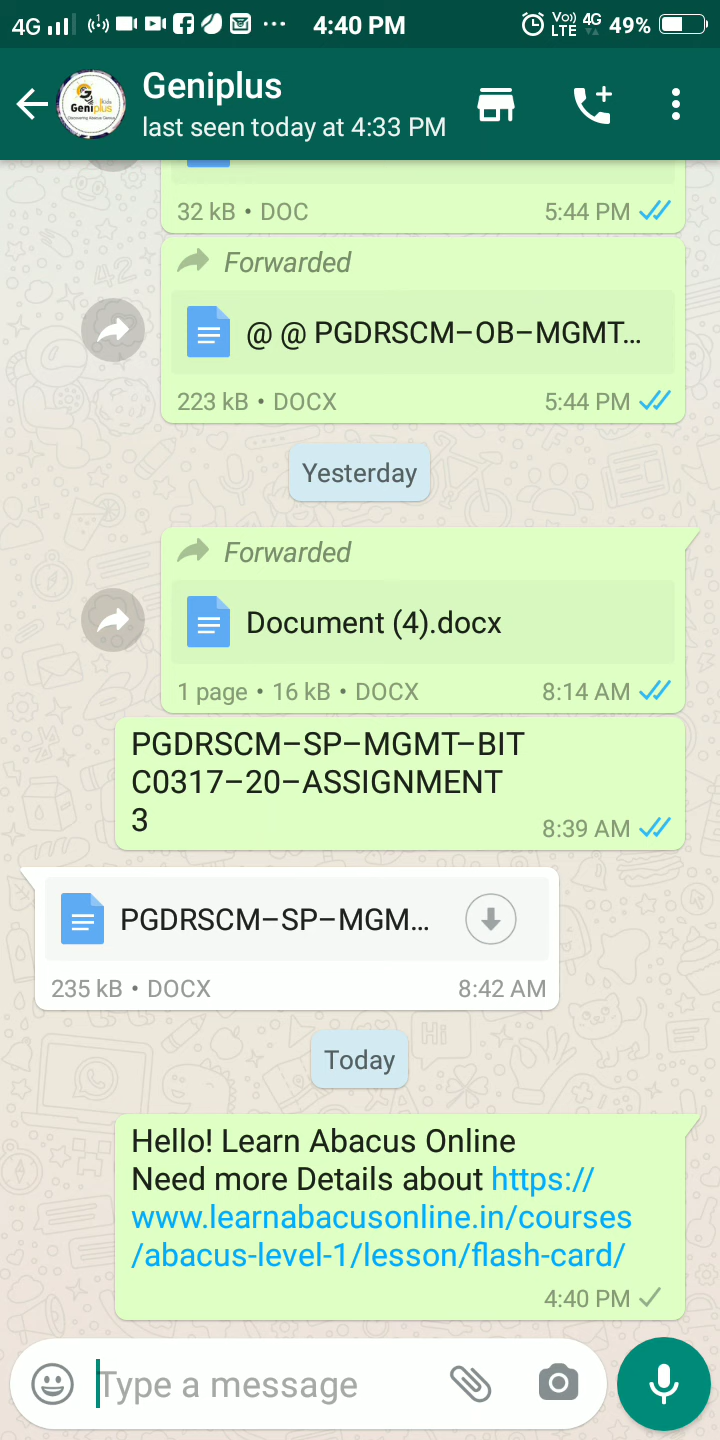 4G 4:40 PM Vo) LTE 4G 49%
Geniplus
last seen today at 4:33 PM
32 kB • DOC 5:44 PM
Forwarded
@ @ PGDRSCM–OB–MGMT...
223 kB • DOCX 5:44 PM
Yesterday
Forwarded
Document (4).docx
1 page • 16 kB • DOCX 8:14 AM
PGDRSCM–SP–MGMT–BIT
C0317–20–ASSIGNMENT
3
8:39 AM
PGDRSCM–SP–MGM...
235 kB • DOCX 8:42 AM
Today
Hello! Learn Abacus Online
Need more Details about https://
www.learnabacusonline.in/courses
/abacus-level-1/lesson/flash-card/
4:40 PM
Type a message